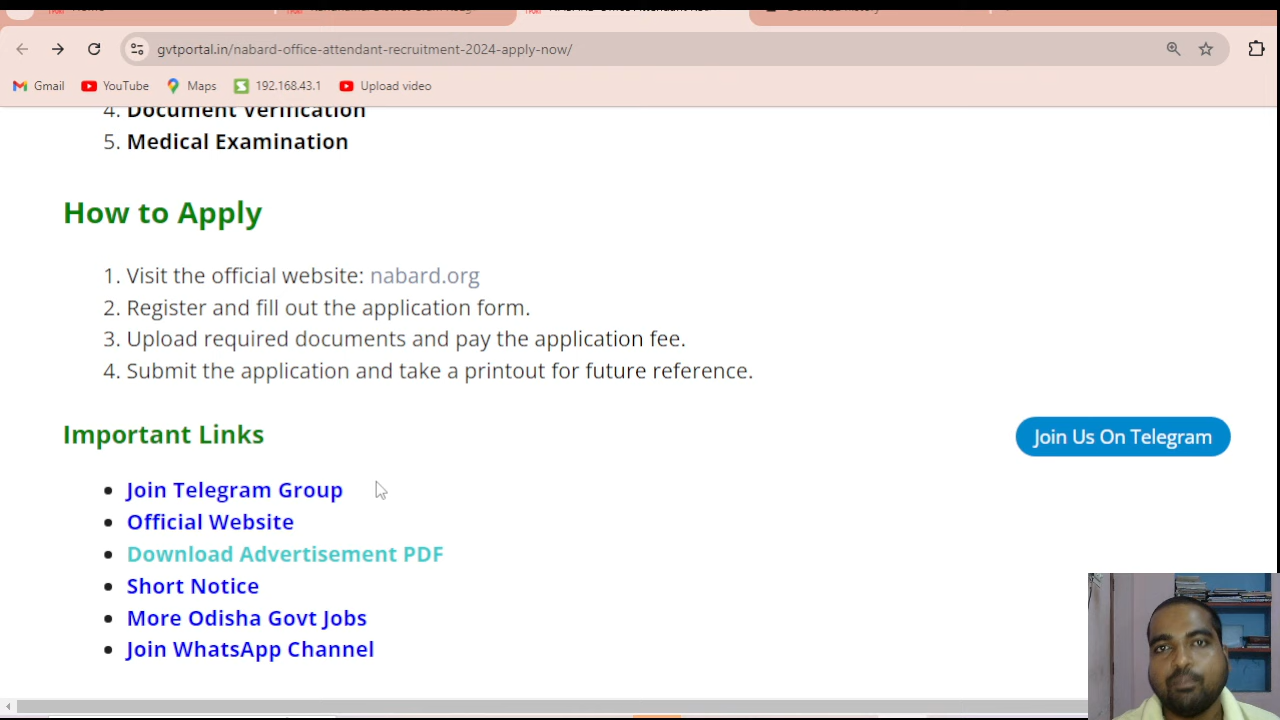 gvtportal.in/nabard-office-attendant-recruitment-2024-apply-now/
Gmail YouTube Maps 192.168.43.1 Upload video
4. Document Verification
5. Medical Examination
How to Apply
1. Visit the official website: nabard.org
2. Register and fill out the application form.
3. Upload required documents and pay the application fee.
4. Submit the application and take a printout for future reference.
Important Links
Join Us On Telegram
Join Telegram Group
Official Website
Download Advertisement PDF
Short Notice
More Odisha Govt Jobs
Join WhatsApp Channel